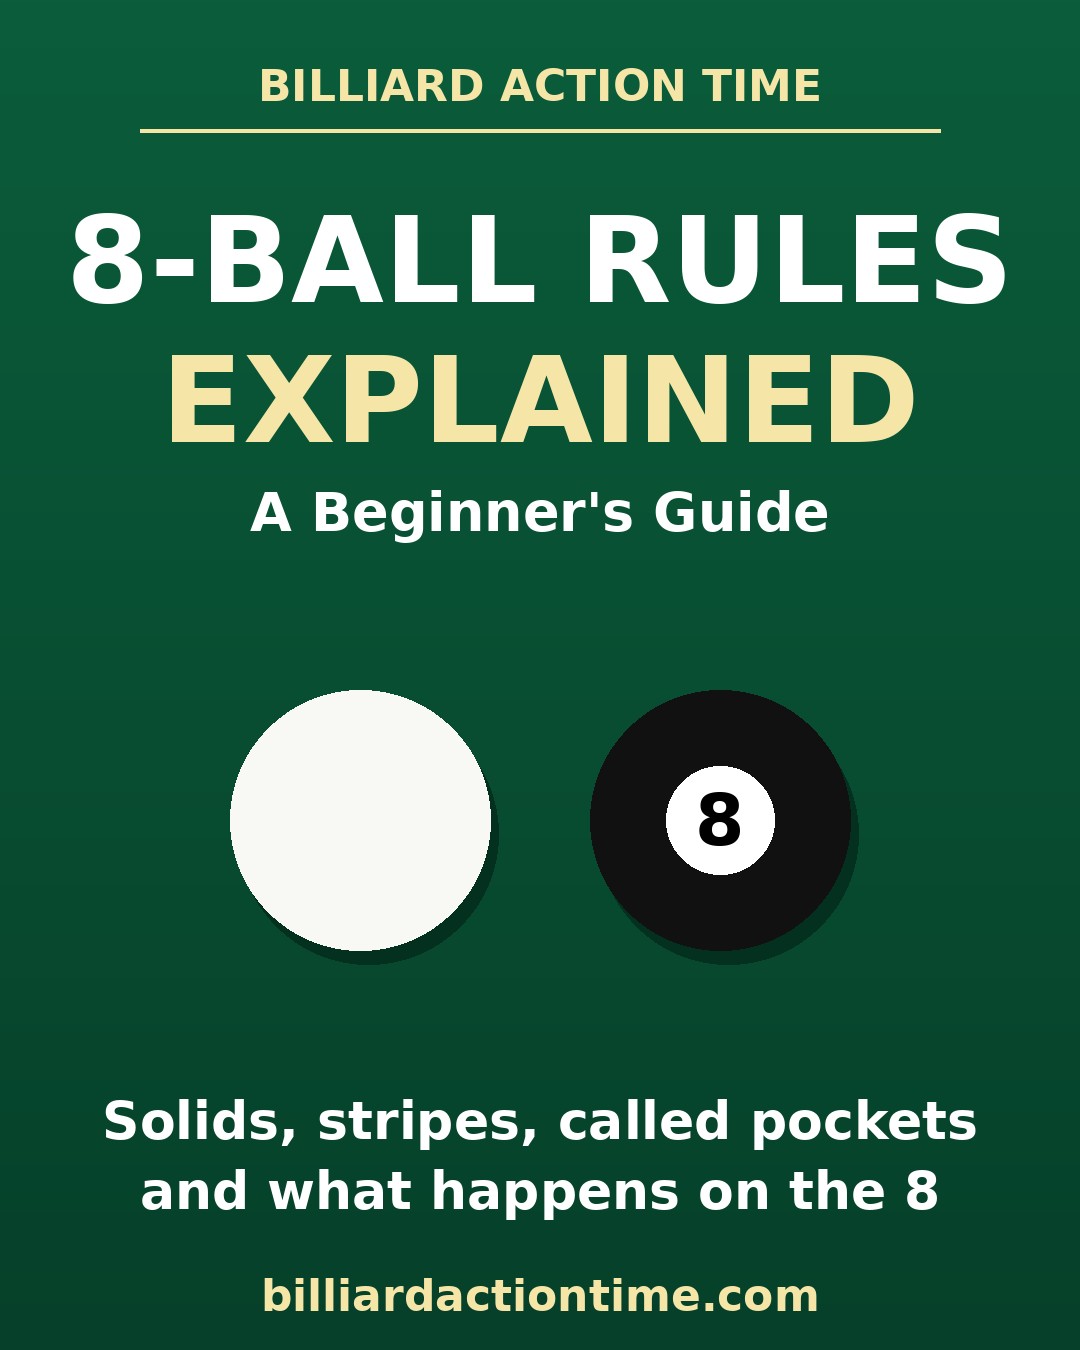 BILLIARD ACTION TIME
8-BALL RULES
EXPLAINED
A Beginner's Guide
8
Solids, stripes, called pockets
and what happens on the 8
billiardactiontime.com